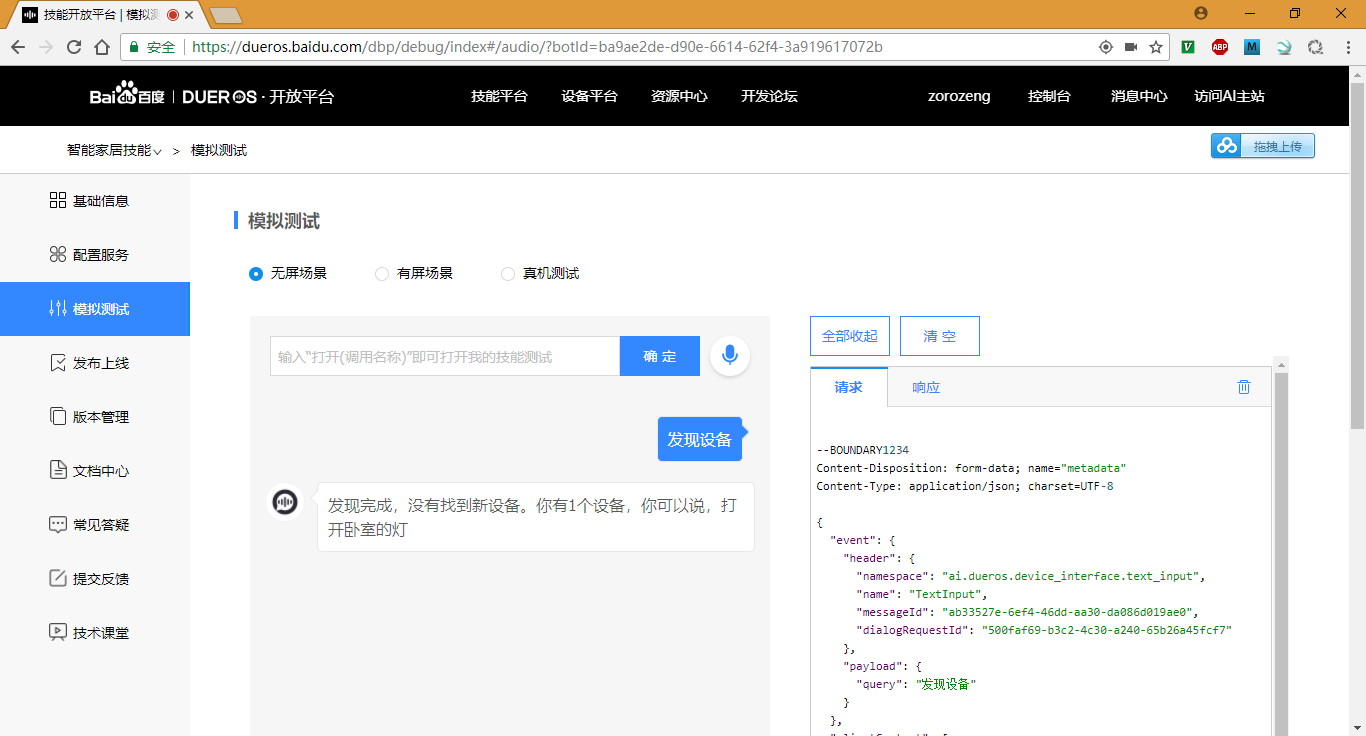 技能开放平台 | 模拟测
安全 https://dueros.baidu.com/dbp/debug/index#/audio/?botId=ba9ae2de-d90e-6614-62f4-3a919617072b
V ABP M
Bai du 百度 | DUER OS · 开放平台 技能平台 设备平台 资源中心 开发论坛 zorozeng 控制台 消息中心 访问AI主站
智能家居技能 > 模拟测试 拖拽上传
基础信息
配置服务
模拟测试
发布上线
版本管理
文档中心
常见答疑
提交反馈
技术课堂
模拟测试
无屏场景 有屏场景 真机测试
输入“打开(调用名称)”即可打开我的技能测试 确 定
发现设备
发现完成，没有找到新设备。你有1个设备，你可以说，打
开卧室的灯
全部收起 清 空
请求 响应
--BOUNDARY1234
Content-Disposition: form-data; name="metadata"
Content-Type: application/json; charset=UTF-8
{
"event": {
"header": {
"namespace": "ai.dueros.device_interface.text_input",
"name": "TextInput",
"messageId": "ab33527e-6ef4-46dd-aa30-da086d019ae0",
"dialogRequestId": "500faf69-b3c2-4c30-a240-65b26a45fcf7"
},
"payload": {
"query": "发现设备"
}
},